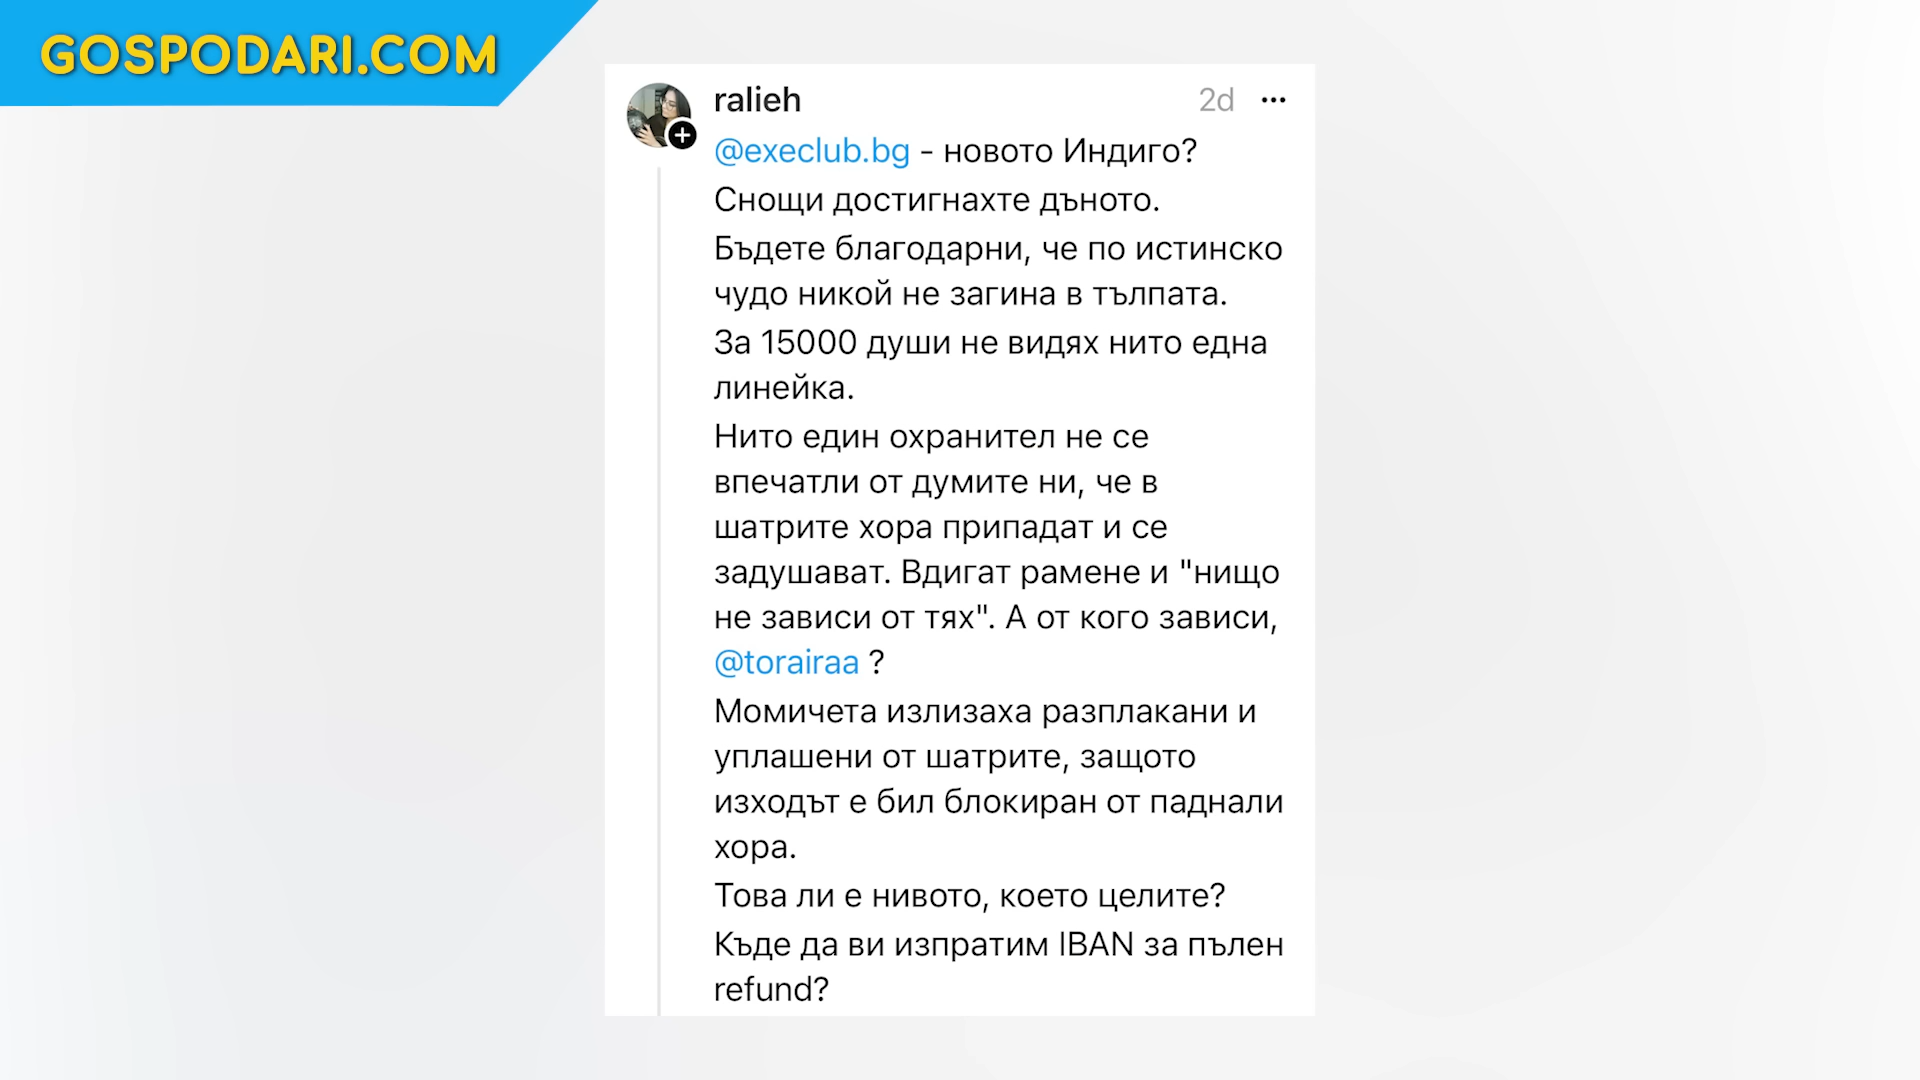 GOSPODARI.COM
ralieh
2d
@execlub.bg - новото Индиго?
Снощи достигнахте дъното.
Бъдете благодарни, че по истинско
чудо никой не загина в тълпата.
За 15000 души не видях нито една
линейка.
Нито един охранител не се
впечатли от думите ни, че в
шатрите хора припадат и се
задушават. Вдигат рамене и "нищо
не зависи от тях". А от кого зависи,
@torairaa ?
Момичета излизаха разплакани и
уплашени от шатрите, защото
изходът е бил блокиран от паднали
хора.
Това ли е нивото, което целите?
Къде да ви изпратим IBAN за пълен
refund?